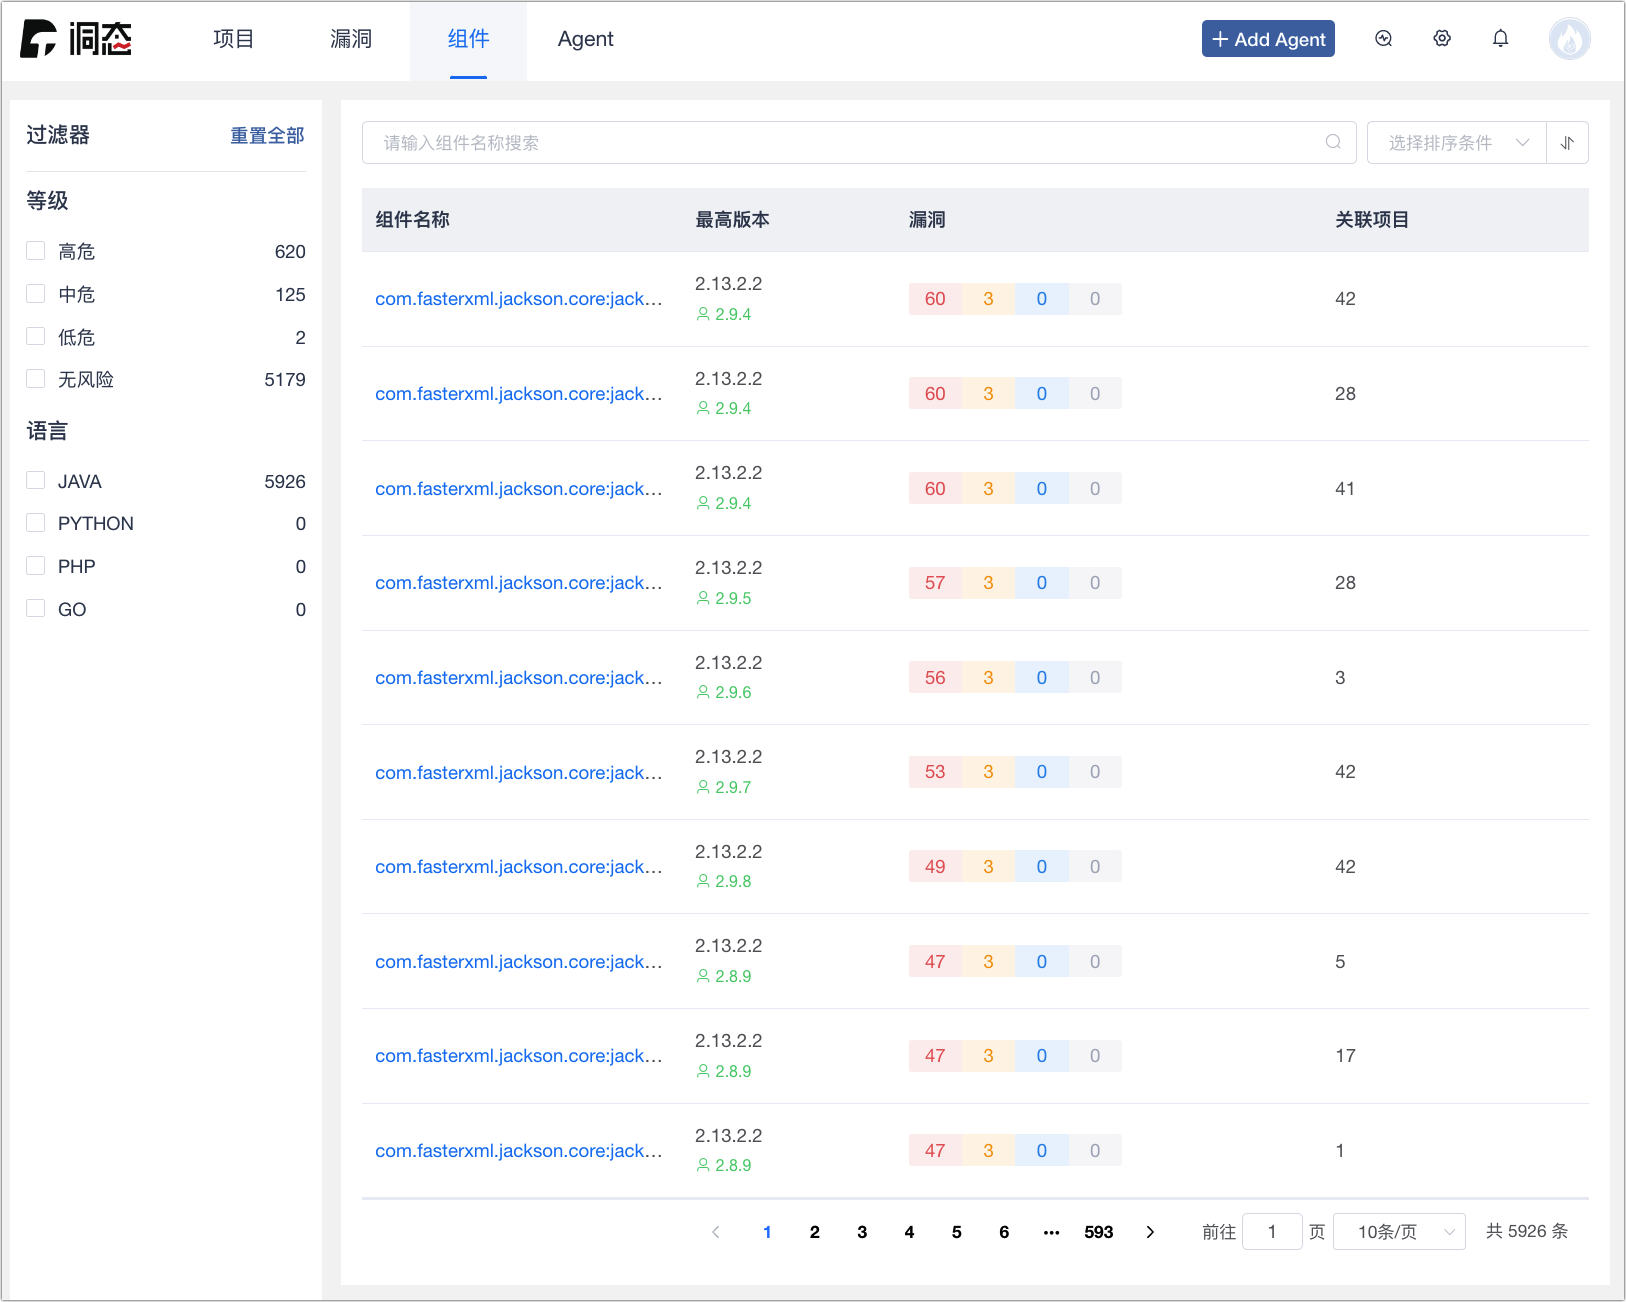 洞态
项目 漏洞 组件 Agent + Add Agent
过滤器 重置全部
等级
高危 620
中危 125
低危 2
无风险 5179
语言
JAVA 5926
PYTHON 0
PHP 0
GO 0
请输入组件名称搜索 选择排序条件
组件名称 最高版本 漏洞 关联项目
com.fasterxml.jackson.core:jack... 2.13.2.2 60 3 0 0 42
2.9.4
com.fasterxml.jackson.core:jack... 2.13.2.2 60 3 0 0 28
2.9.4
com.fasterxml.jackson.core:jack... 2.13.2.2 60 3 0 0 41
2.9.4
com.fasterxml.jackson.core:jack... 2.13.2.2 57 3 0 0 28
2.9.5
com.fasterxml.jackson.core:jack... 2.13.2.2 56 3 0 0 3
2.9.6
com.fasterxml.jackson.core:jack... 2.13.2.2 53 3 0 0 42
2.9.7
com.fasterxml.jackson.core:jack... 2.13.2.2 49 3 0 0 42
2.9.8
com.fasterxml.jackson.core:jack... 2.13.2.2 47 3 0 0 5
2.8.9
com.fasterxml.jackson.core:jack... 2.13.2.2 47 3 0 0 17
2.8.9
com.fasterxml.jackson.core:jack... 2.13.2.2 47 3 0 0 1
2.8.9
1 2 3 4 5 6 ... 593 前往 1 页 10条/页 共 5926 条